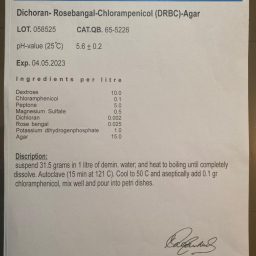 Dichoran- Rosebangal-Chlorampenicol (DRBC)-Agar
LOT. 056525 CAT.QB. 65-5226
pH-value (25℃) 5.6 ± 0.2
Exp. 04.05.2023
Ingredients per litre
Dextrose 10.0
Chloramphenicol 0.1
Peptone 5.0
Magnesium Sulfat 0.5
Dichloran 0.002
Rose bengal 0.025
Potassium dihydrogenphosphate 1.0
Agar 15.0
Discription:
suspend 31.5 grams in 1 litre of demin, water; and heat to boiling until completely
dissolve. Autoclave (15 min at 121 C). Cool to 50 C and aseptically add 0.1 gr
chloramphenicol, mix well and pour into petri dishes.